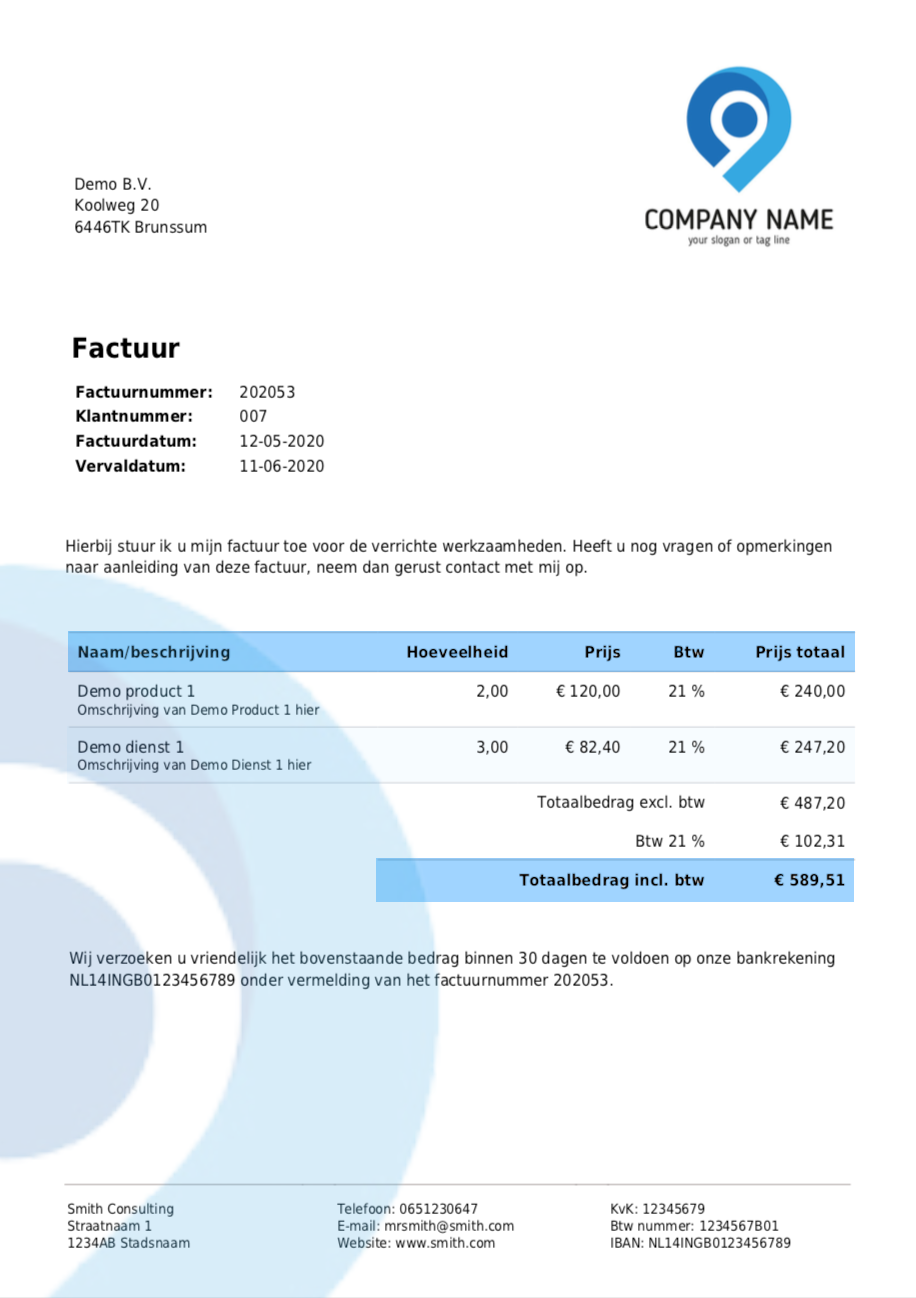 COMPANY NAME
your slogan or tag line
Demo B.V.
Koolweg 20
6446TK Brunssum
Factuur
Factuurnummer: 202053
Klantnummer: 007
Factuurdatum: 12-05-2020
Vervaldatum: 11-06-2020
Hierbij stuur ik u mijn factuur toe voor de verrichte werkzaamheden. Heeft u nog vragen of opmerkingen
naar aanleiding van deze factuur, neem dan gerust contact met mij op.
Naam/beschrijving Hoeveelheid Prijs Btw Prijs totaal
Demo product 1 2,00 € 120,00 21 % € 240,00
Omschrijving van Demo Product 1 hier
Demo dienst 1 3,00 € 82,40 21 % € 247,20
Omschrijving van Demo Dienst 1 hier
Totaalbedrag excl. btw € 487,20
Btw 21 % € 102,31
Totaalbedrag incl. btw € 589,51
Wij verzoeken u vriendelijk het bovenstaande bedrag binnen 30 dagen te voldoen op onze bankrekening
NL14INGB0123456789 onder vermelding van het factuurnummer 202053.
Smith Consulting Telefoon: 0651230647 KvK: 12345679
Straatnaam 1 E-mail: mrsmith@smith.com Btw nummer: 1234567B01
1234AB Stadsnaam Website: www.smith.com IBAN: NL14INGB0123456789